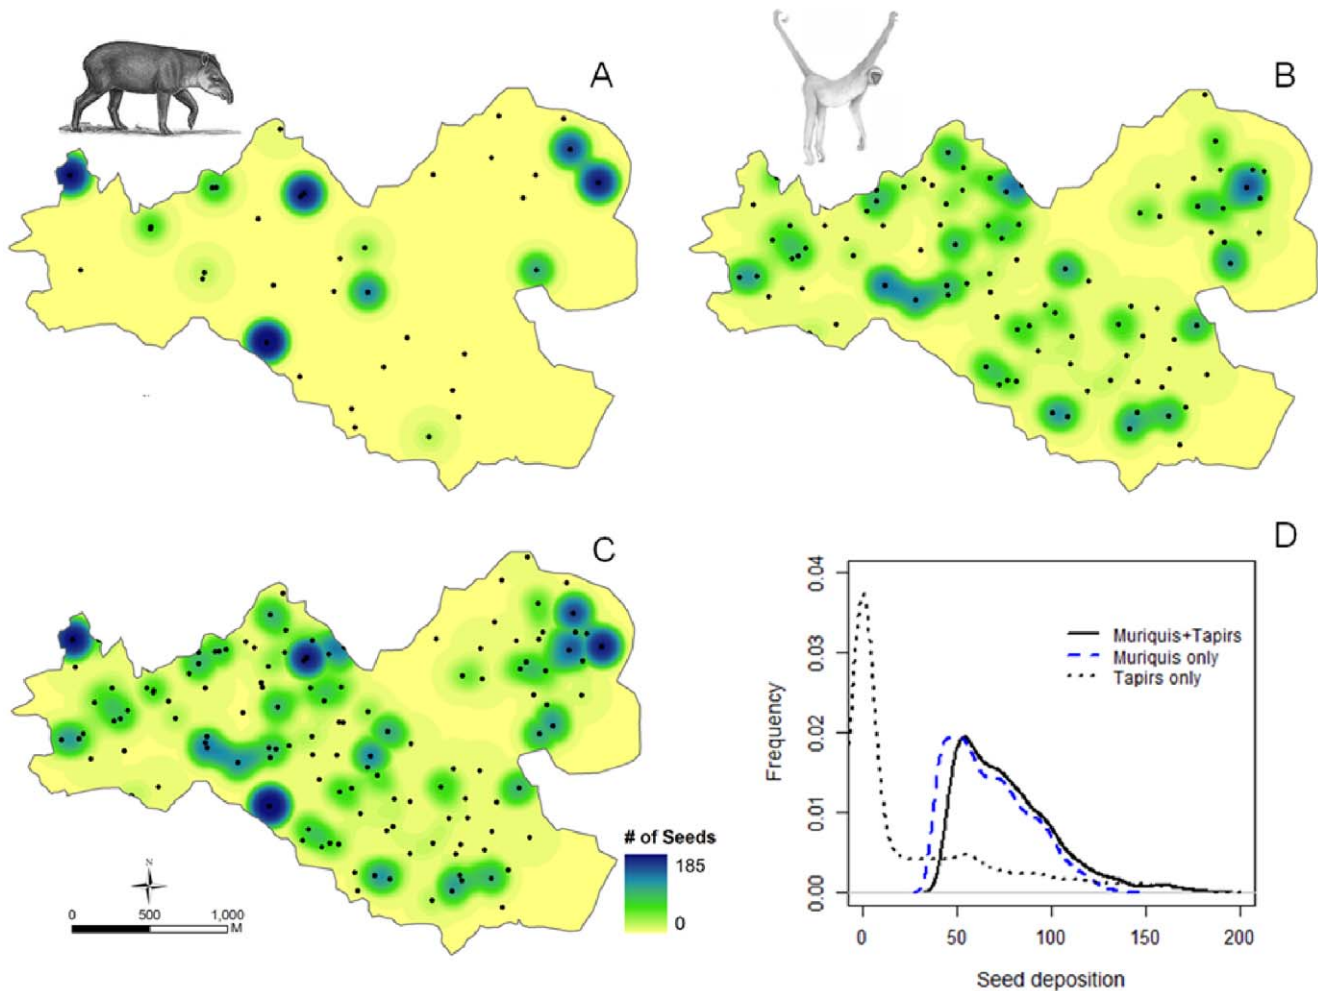 A
B
C
D
# of Seeds
185
0
N
0 500 1,000
M
Frequency
0.00 0.01 0.02 0.03 0.04
Muriquis+Tapirs
Muriquis only
Tapirs only
0 50 100 150 200
Seed deposition